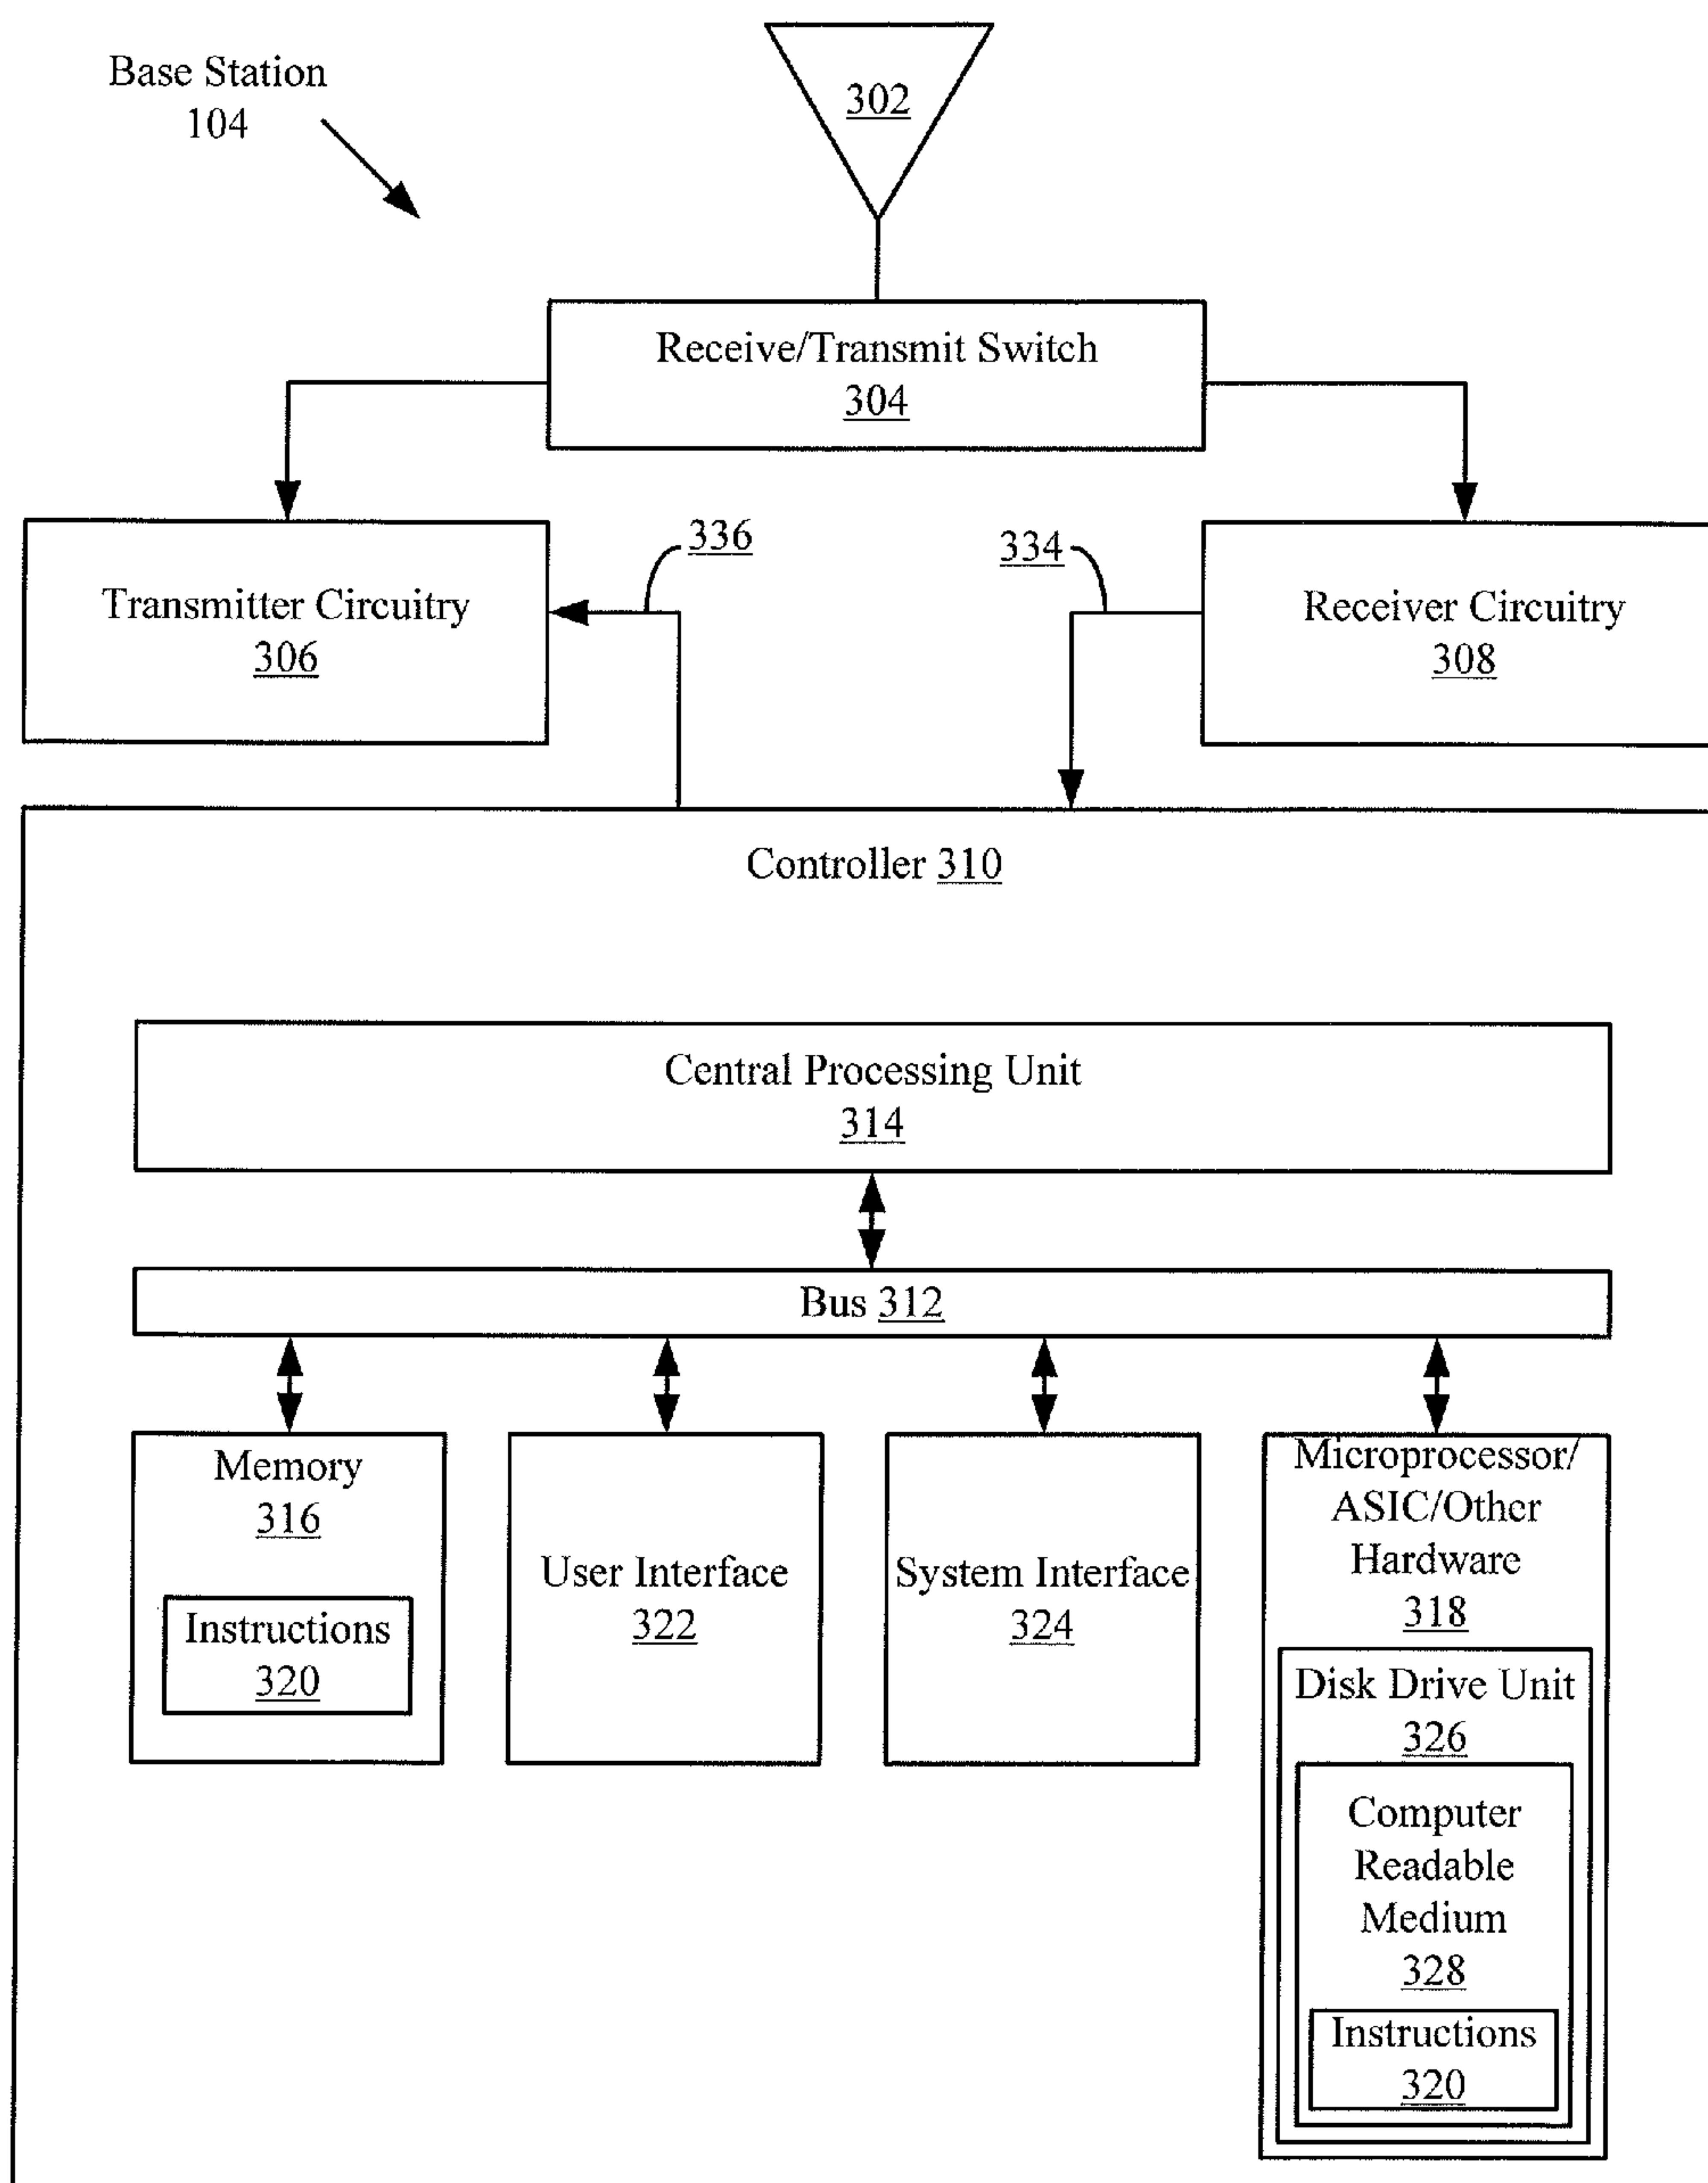 Base Station
104
302
Receive/Transmit Switch
304
336
334
Transmitter Circuitry
306
Receiver Circuitry
308
Controller 310
Central Processing Unit
314
Bus 312
Memory
316
Instructions
320
User Interface
322
System Interface
324
Microprocessor/
ASIC/Other
Hardware
318
Disk Drive Unit
326
Computer
Readable
Medium
328
Instructions
320